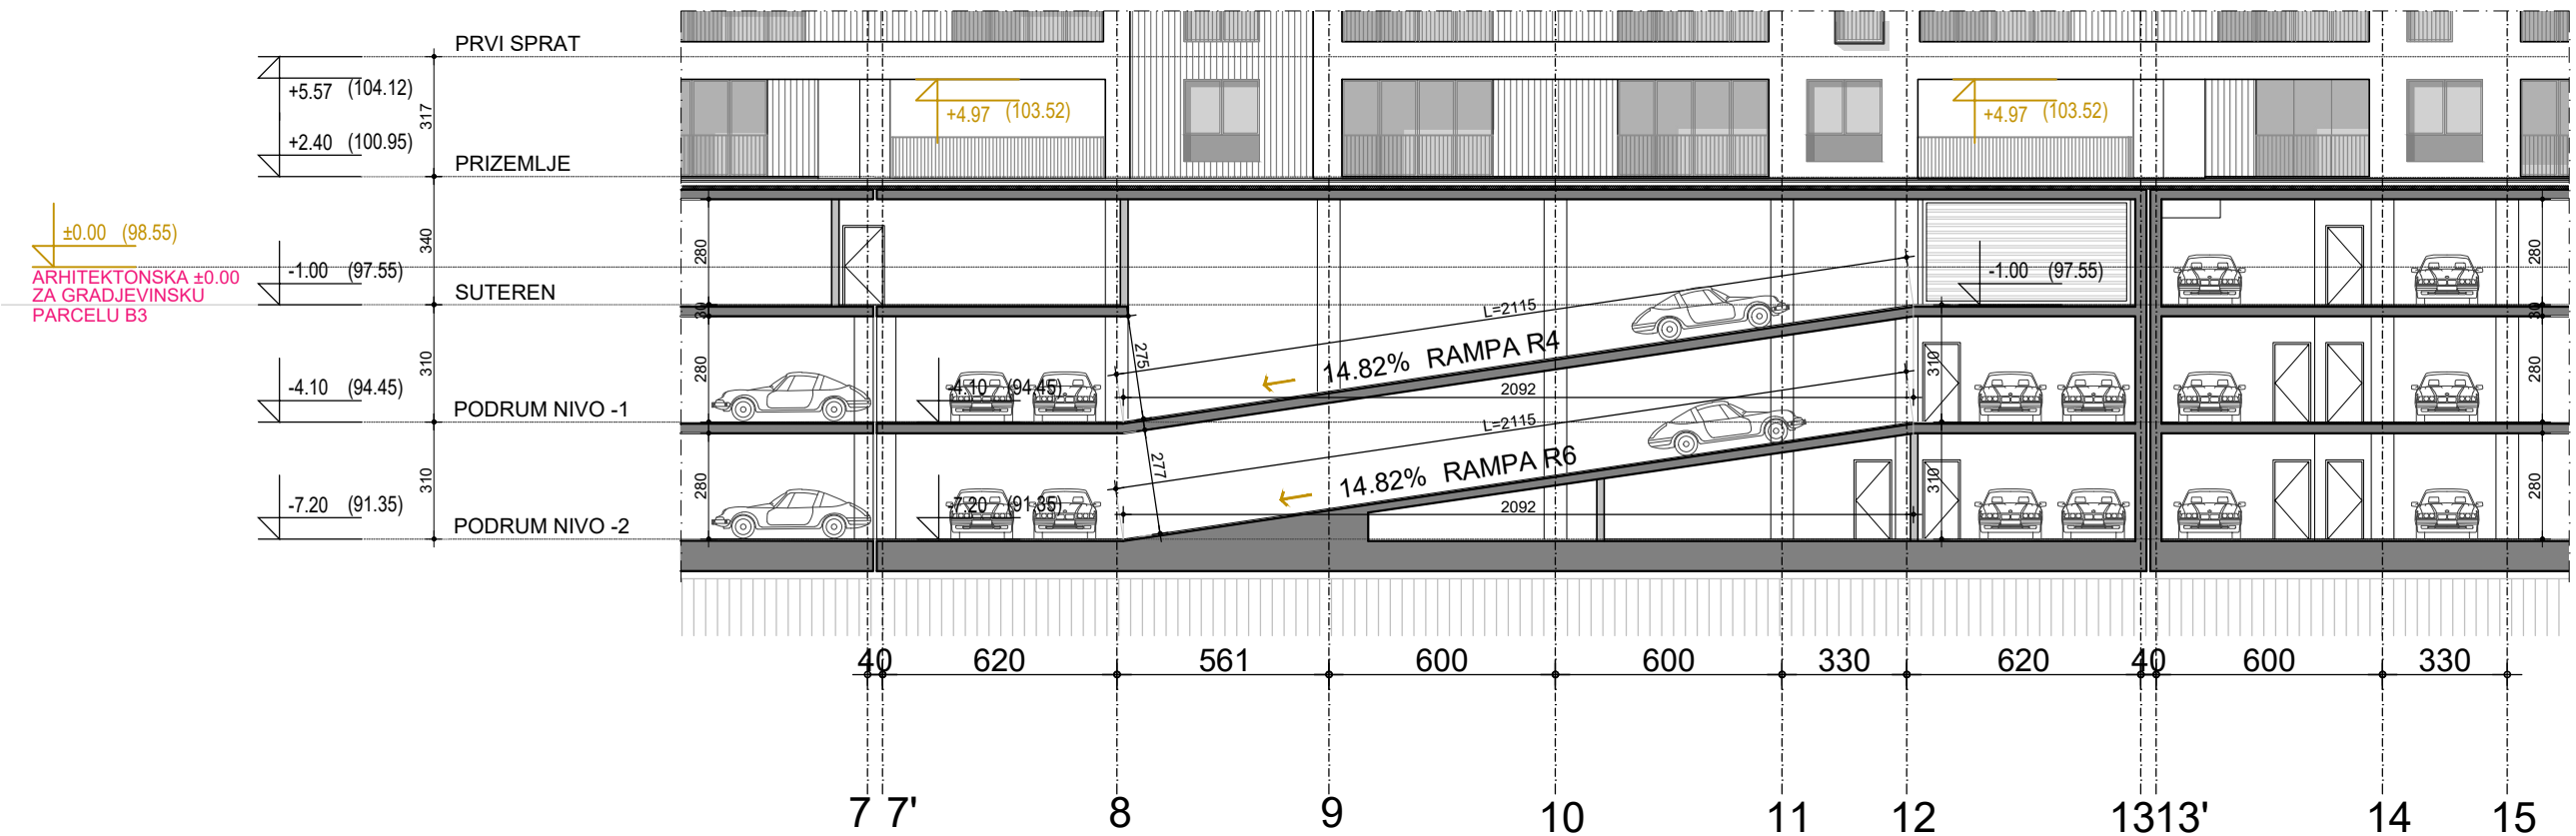 PRVI SPRAT
+5.57 (104.12)
317
+2.40 (100.95)
PRIZEMLJE
+4.97 (103.52)
+4.97 (103.52)
±0.00 (98.55)
ARHITEKTONSKA ±0.00
ZA GRADJEVINSKU
PARCELU B3
340
-1.00 (97.55)
SUTEREN
280
30
-1.00 (97.55)
280
30
L=2115
14.82% RAMPA R4
275
2092
310
-4.10 (94.45)
PODRUM NIVO -1
280
-4.10 (94.45)
310
280
L=2115
14.82% RAMPA R6
277
2092
310
-7.20 (91.35)
PODRUM NIVO -2
280
-7.20 (91.35)
310
280
40 620 561 600 600 330 620 40 600 330
7 7' 8 9 10 11 12 13 13' 14 15